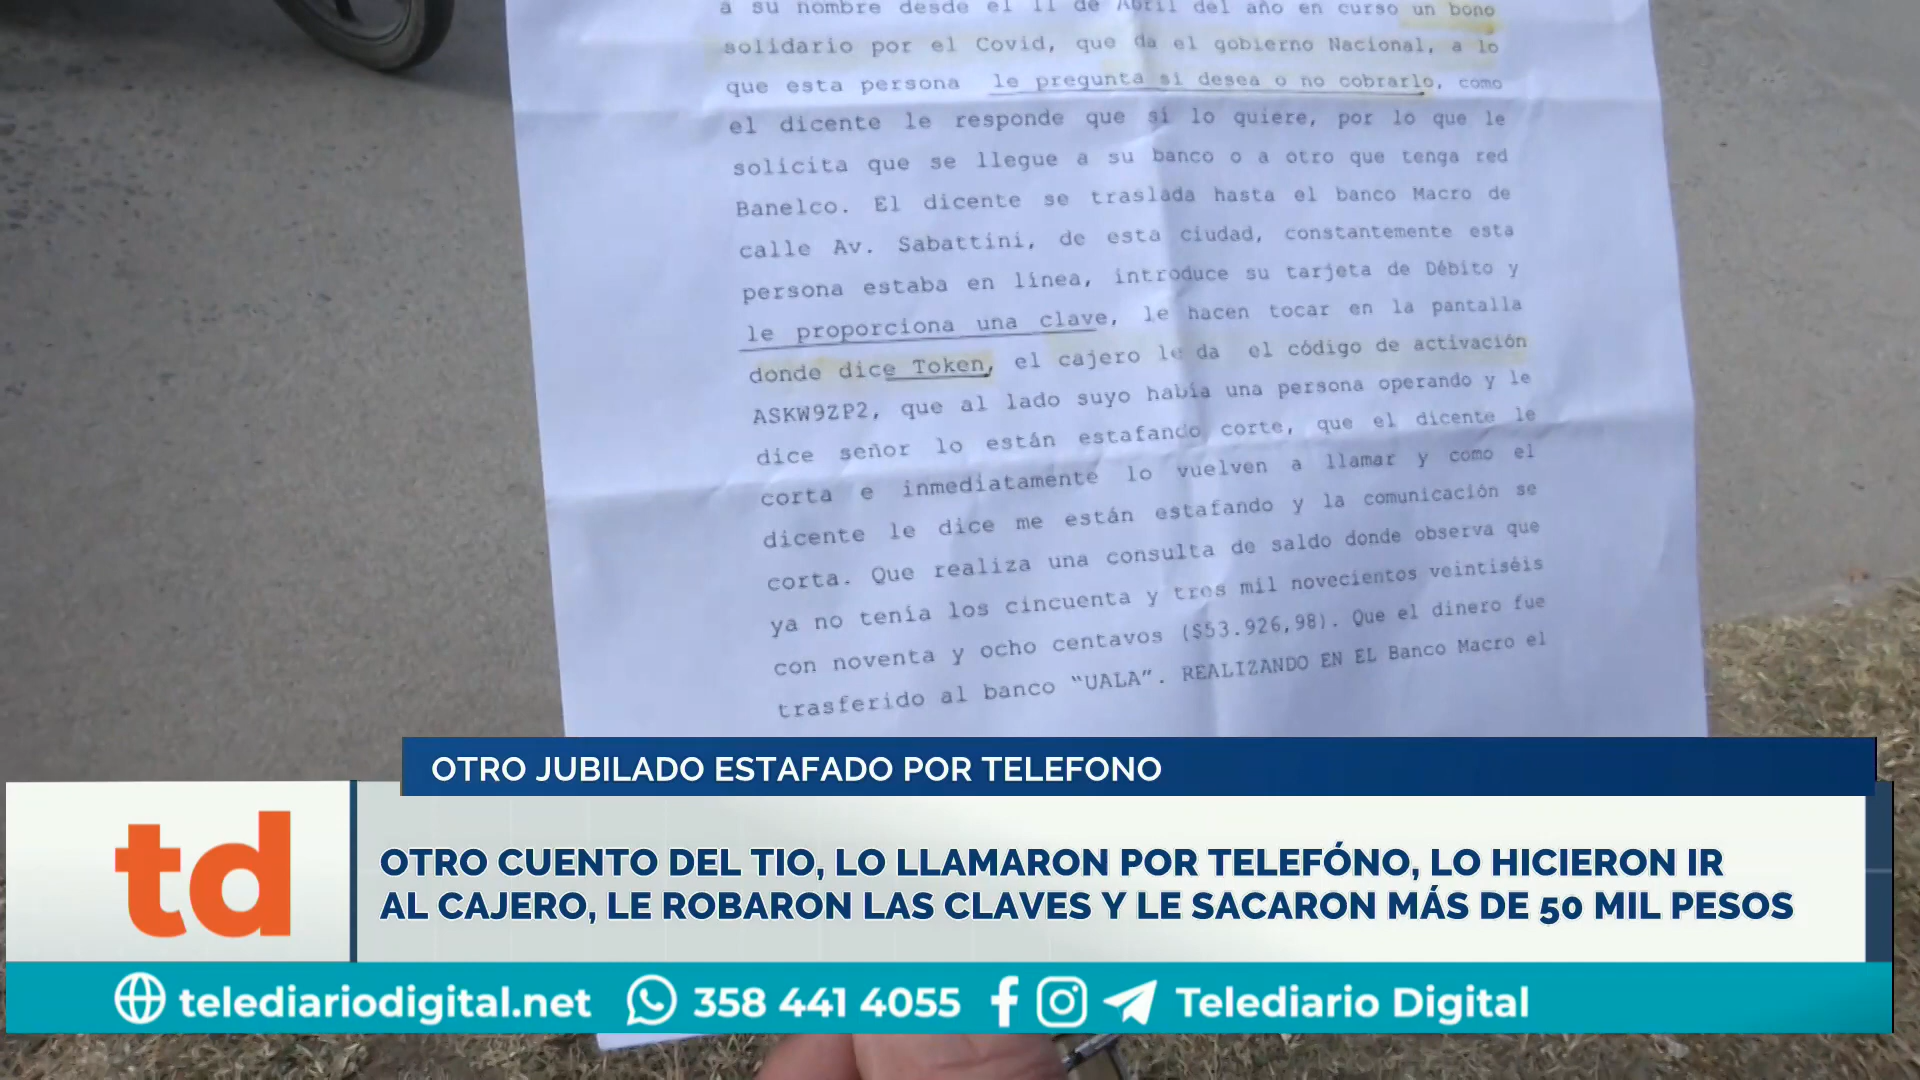 a su nombre desde el 11 de Abril del año en curso un bono
solidario por el Covid, que da el gobierno Nacional, a lo
que esta persona le pregunta si desea o no cobrarlo, como
el dicente le responde que si lo quiere, por lo que le
solicita que se llegue a su banco o a otro que tenga red
Banelco. El dicente se traslada hasta el banco Macro de
calle Av. Sabattini, de esta ciudad, constantemente esta
persona estaba en línea, introduce su tarjeta de Débito y
le proporciona una clave, le hacen tocar en la pantalla
donde dice Token, el cajero le da el código de activación
ASKW9ZP2, que al lado suyo había una persona operando y le
dice señor lo están estafando corte, que el dicente le
corta e inmediatamente lo vuelven a llamar y como el
dicente le dice me están estafando y la comunicación se
corta. Que realiza una consulta de saldo donde observa que
ya no tenía los cincuenta y tres mil novecientos veintiséis
con noventa y ocho centavos ($53.926,98). Que el dinero fue
trasferido al banco "UALA". REALIZANDO EN EL Banco Macro el
OTRO JUBILADO ESTAFADO POR TELEFONO
td
OTRO CUENTO DEL TIO, LO LLAMARON POR TELEFÓNO, LO HICIERON IR
AL CAJERO, LE ROBARON LAS CLAVES Y LE SACARON MÁS DE 50 MIL PESOS
telediariodigital.net 358 441 4055 Telediario Digital